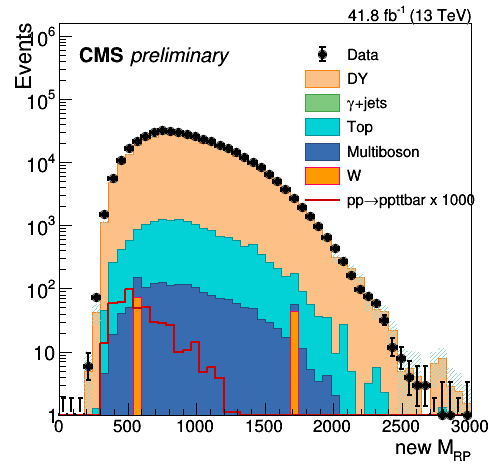 41.8 fb⁻¹ (13 TeV)
Events
CMS preliminary
Data
DY
γ+jets
Top
Multiboson
W
pp→ppttbar x 1000
10⁶
10⁵
10⁴
10³
10²
10
1
0 500 1000 1500 2000 2500 3000
new M_RP